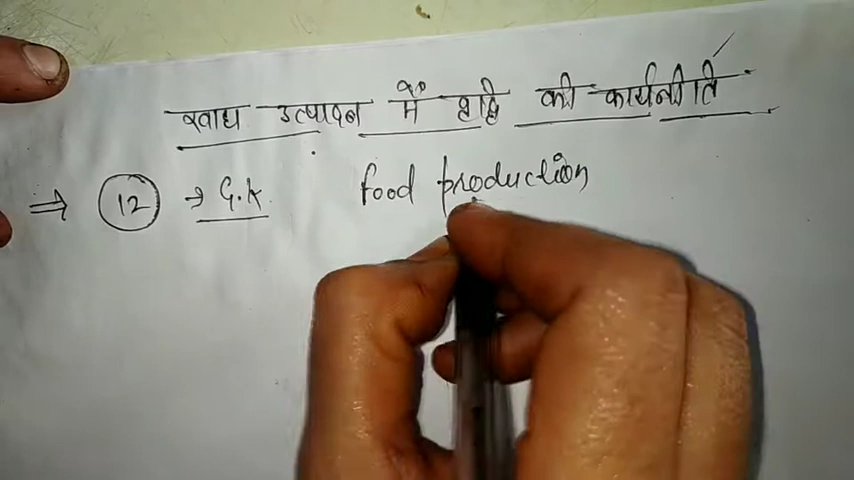 खाद्य उत्पादन में वृद्धि की कार्यनीति
⇒ 12 → G.K food production